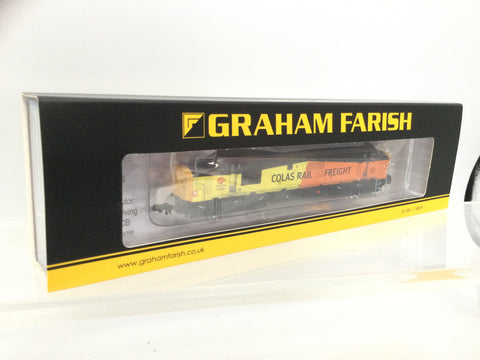 GRAHAM FARISH
COLAS RAIL FREIGHT
www.grahamfarish.co.uk